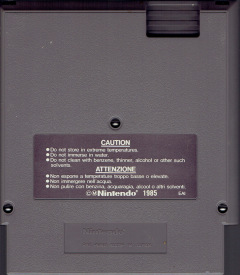 CAUTION
• Do not store in extreme temperatures.
• Do not immerse in water.
• Do not clean with benzene, thinner, alcohol or other such
solvents.
ATTENZIONE
• Non esporre a temperature troppo basse o elevate.
• Non immergere nell'acqua.
• Non pulire con benzina, acquaragia, alcool o altri solventi.
©Nintendo® 1985